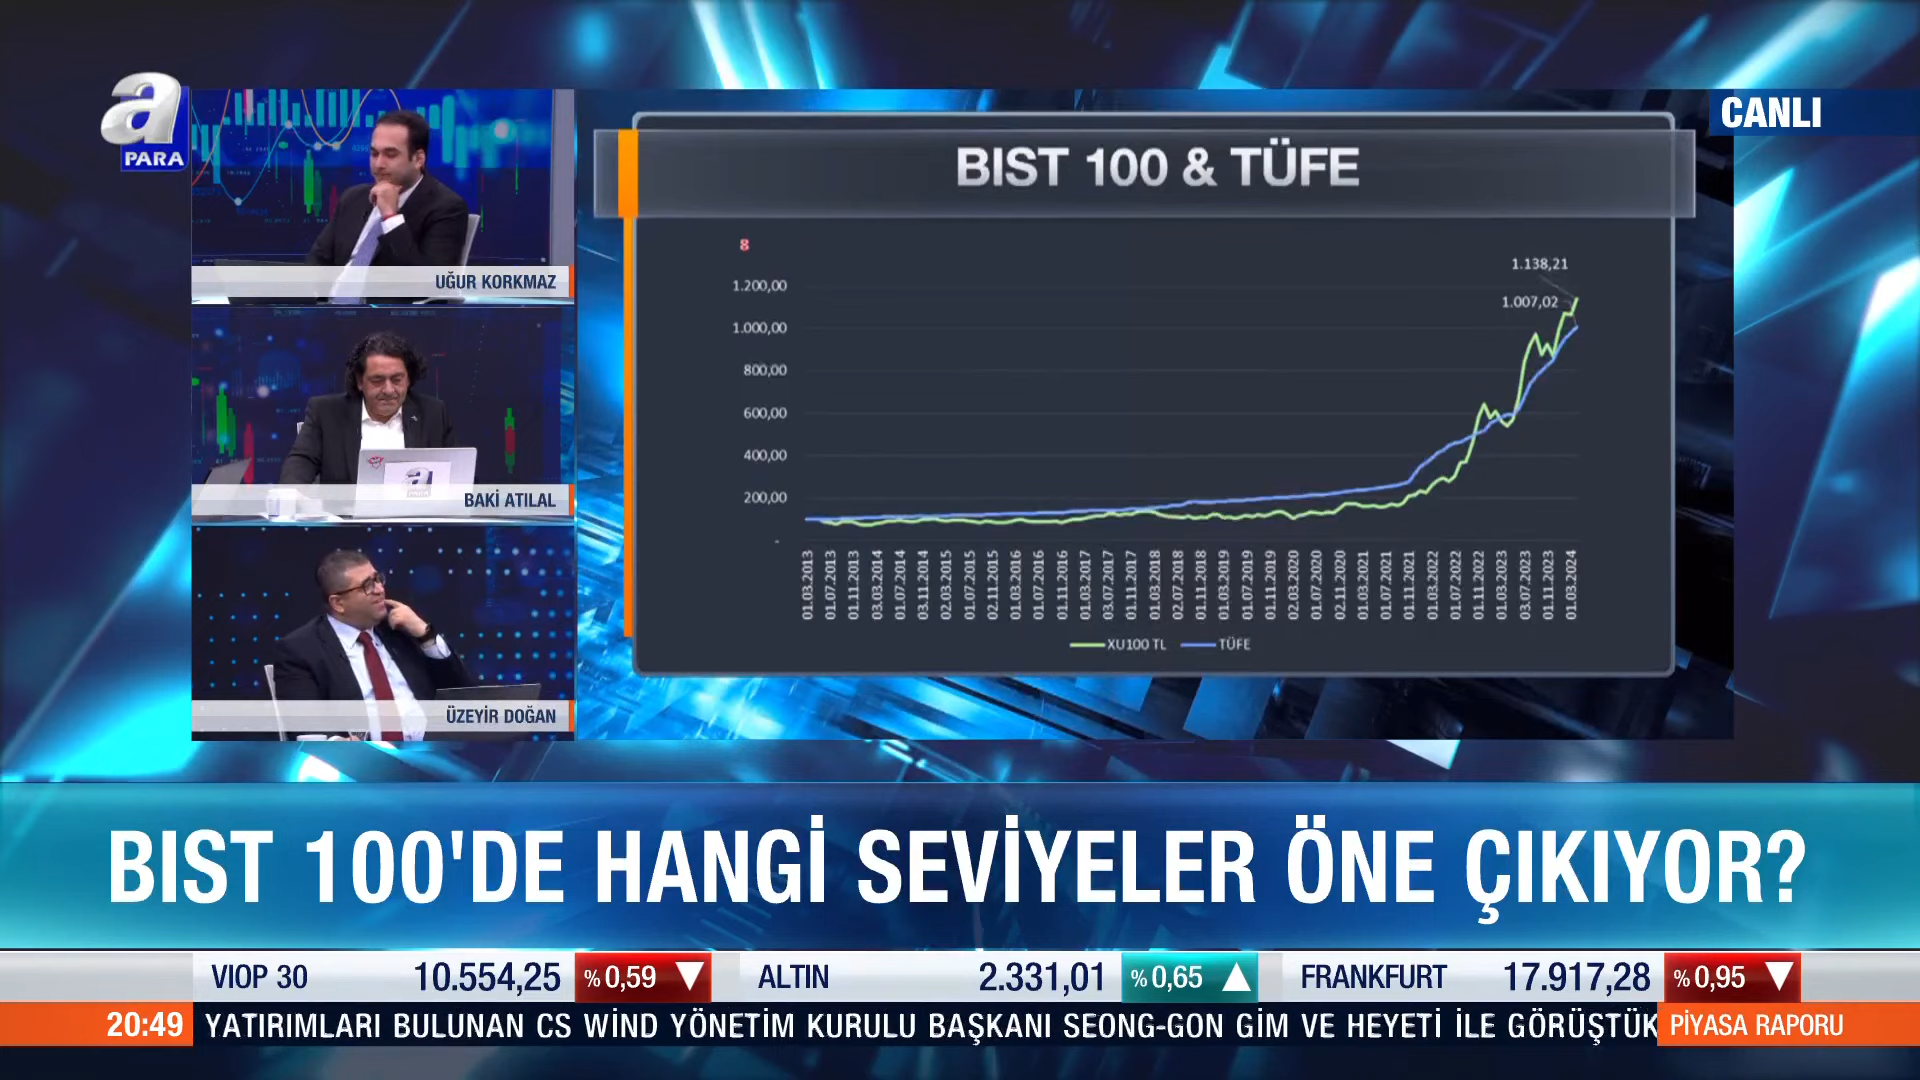 a
PARA
CANLI
UĞUR KORKMAZ
BAKİ ATILAL
ÜZEYİR DOĞAN
BIST 100 & TÜFE
8
1.138,21
1.007,02
1.200,00
1.000,00
800,00
600,00
400,00
200,00
-
01.03.2013 01.07.2013 01.11.2013 03.03.2014 01.07.2014 03.11.2014 02.03.2015 01.07.2015 02.11.2015 01.03.2016 01.07.2016 01.11.2016 01.03.2017 03.07.2017 01.11.2017 01.03.2018 02.07.2018 01.11.2018 01.03.2019 01.07.2019 01.11.2019 02.03.2020 01.07.2020 02.11.2020 01.03.2021 01.07.2021 01.11.2021 01.03.2022 01.07.2022 01.11.2022 01.03.2023 03.07.2023 01.11.2023 01.03.2024
XU100 TL TÜFE
BIST 100'DE HANGİ SEVİYELER ÖNE ÇIKIYOR?
VIOP 30 10.554,25 %0,59 ALTIN 2.331,01 %0,65 FRANKFURT 17.917,28 %0,95
20:49 YATIRIMLARI BULUNAN CS WİND YÖNETİM KURULU BAŞKANI SEONG-GON GİM VE HEYETİ İLE GÖRÜŞTÜK PİYASA RAPORU